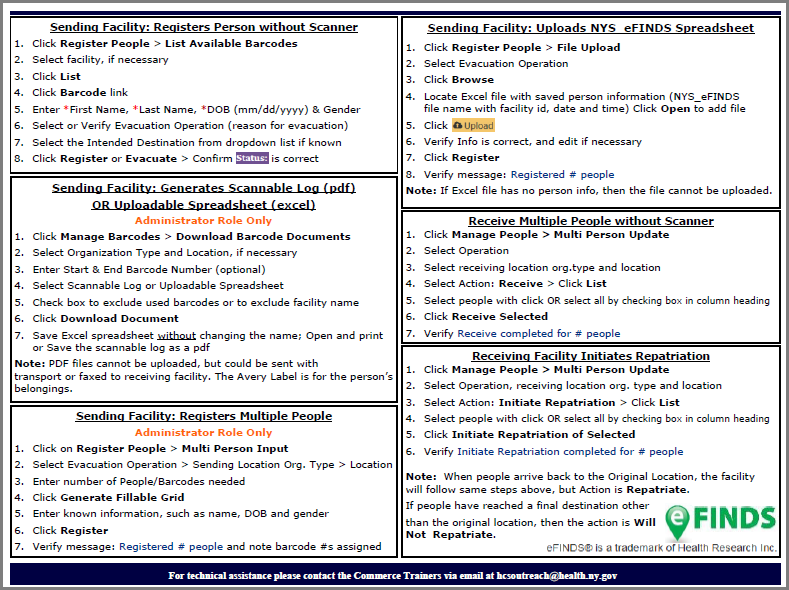 Sending Facility: Registers Person without Scanner
1. Click Register People > List Available Barcodes
2. Select facility, if necessary
3. Click List
4. Click Barcode link
5. Enter *First Name, *Last Name, *DOB (mm/dd/yyyy) & Gender
6. Select or Verify Evacuation Operation (reason for evacuation)
7. Select the Intended Destination from dropdown list if known
8. Click Register or Evacuate > Confirm Status: is correct
Sending Facility: Generates Scannable Log (pdf)
OR Uploadable Spreadsheet (excel)
Administrator Role Only
1. Click Manage Barcodes > Download Barcode Documents
2. Select Organization Type and Location, if necessary
3. Enter Start & End Barcode Number (optional)
4. Select Scannable Log or Uploadable Spreadsheet
5. Check box to exclude used barcodes or to exclude facility name
6. Click Download Document
7. Save Excel spreadsheet without changing the name; Open and print
or Save the scannable log as a pdf
Note: PDF files cannot be uploaded, but could be sent with
transport or faxed to receiving facility. The Avery Label is for the person's
belongings.
Sending Facility: Registers Multiple People
Administrator Role Only
1. Click on Register People > Multi Person Input
2. Select Evacuation Operation > Sending Location Org. Type > Location
3. Enter number of People/Barcodes needed
4. Click Generate Fillable Grid
5. Enter known information, such as name, DOB and gender
6. Click Register
7. Verify message: Registered # people and note barcode #s assigned
Sending Facility: Uploads NYS_eFINDS Spreadsheet
1. Click Register People > File Upload
2. Select Evacuation Operation
3. Click Browse
4. Locate Excel file with saved person information (NYS_eFINDS
file name with facility id, date and time) Click Open to add file
5. Click Upload
6. Verify Info is correct, and edit if necessary
7. Click Register
8. Verify message: Registered # people
Note: If Excel file has no person info, then the file cannot be uploaded.
Receive Multiple People without Scanner
1. Click Manage People > Multi Person Update
2. Select Operation
3. Select receiving location org.type and location
4. Select Action: Receive > Click List
5. Select people with click OR select all by checking box in column heading
6. Click Receive Selected
7. Verify Receive completed for # people
Receiving Facility Initiates Repatriation
1. Click Manage People > Multi Person Update
2. Select Operation, receiving location org. type and location
3. Select Action: Initiate Repatriation > Click List
4. Select people with click OR select all by checking box in column heading
5. Click Initiate Repatriation of Selected
6. Verify Initiate Repatriation completed for # people
Note: When people arrive back to the Original Location, the facility
will follow same steps above, but Action is Repatriate.
If people have reached a final destination other
than the original location, then the action is Will
Not Repatriate.
eFINDS
eFINDS® is a trademark of Health Research Inc.
For technical assistance please contact the Commerce Trainers via email at hcsoutreach@health.ny.gov